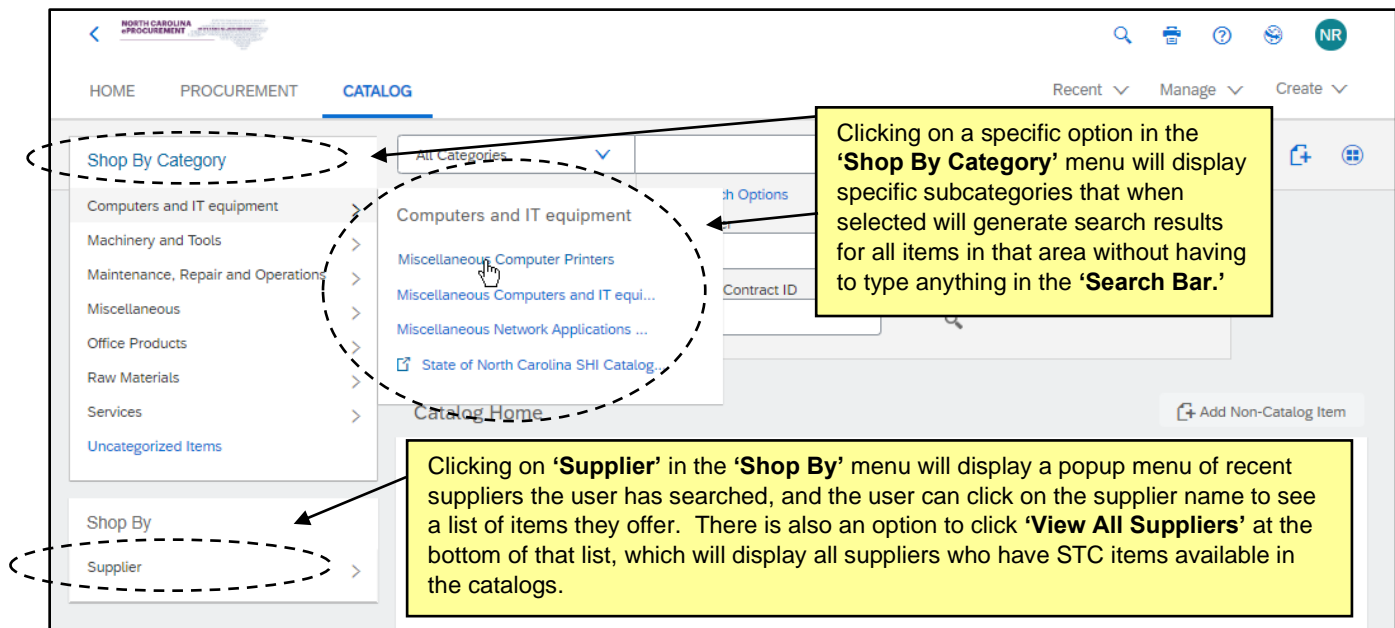 NORTH CAROLINA
ePROCUREMENT
NR
HOME PROCUREMENT CATALOG
Recent Manage Create
Shop By Category
Computers and IT equipment
Machinery and Tools
Maintenance, Repair and Operations
Miscellaneous
Office Products
Raw Materials
Services
Uncategorized Items
Shop By
Supplier
All Categories
Options
Computers and IT equipment
Miscellaneous Computer Printers
Miscellaneous Computers and IT equi...
Miscellaneous Network Applications ...
State of North Carolina SHI Catalog...
Contract ID
Catalog Home
Add Non-Catalog Item
Clicking on a specific option in the
‘Shop By Category’ menu will display
specific subcategories that when
selected will generate search results
for all items in that area without having
to type anything in the ‘Search Bar.’
Clicking on ‘Supplier’ in the ‘Shop By’ menu will display a popup menu of recent
suppliers the user has searched, and the user can click on the supplier name to see
a list of items they offer.  There is also an option to click ‘View All Suppliers’ at the
bottom of that list, which will display all suppliers who have STC items available in
the catalogs.